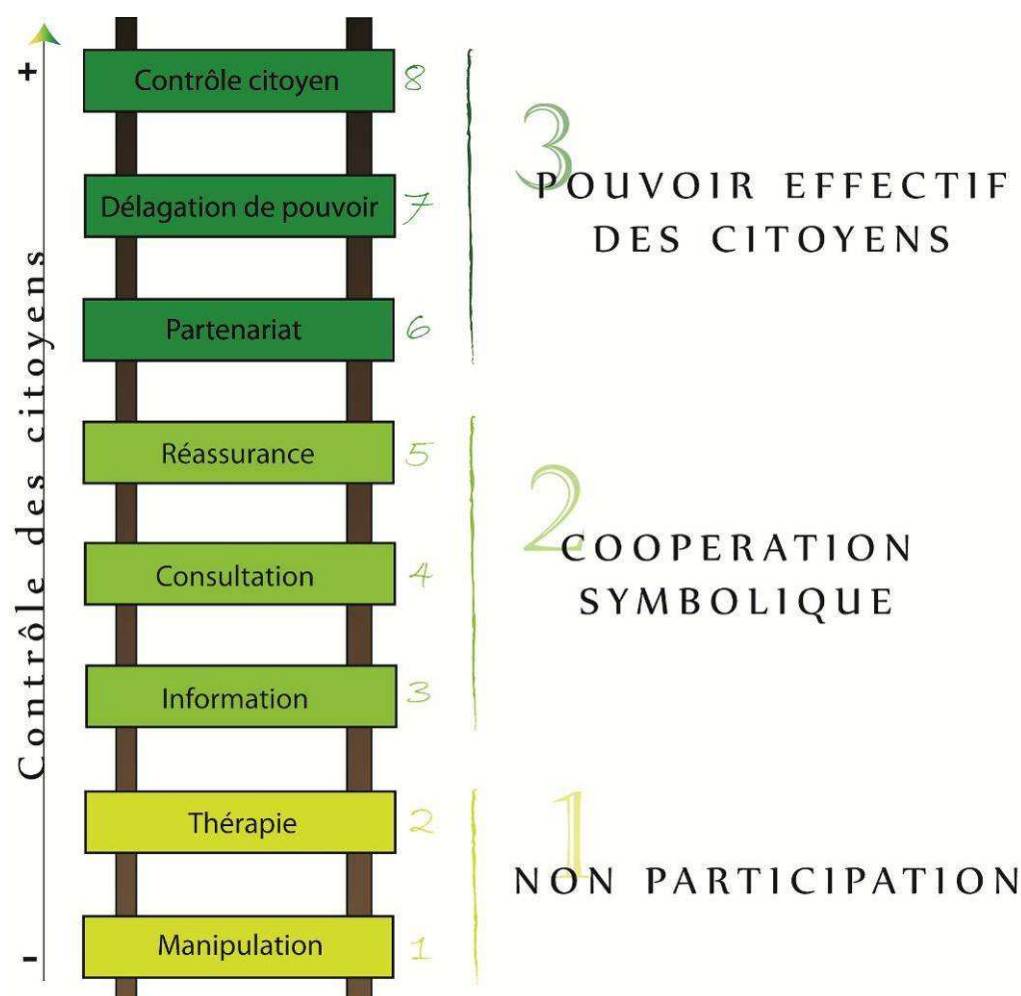 +
Contrôle citoyen 8
Délagation de pouvoir 7
Partenariat 6
3
POUVOIR EFFECTIF
DES CITOYENS
Réassurance 5
Consultation 4
Information 3
2
COOPERATION
SYMBOLIQUE
Thérapie 2
Manipulation 1
1
NON PARTICIPATION
-
Contrôle des citoyens